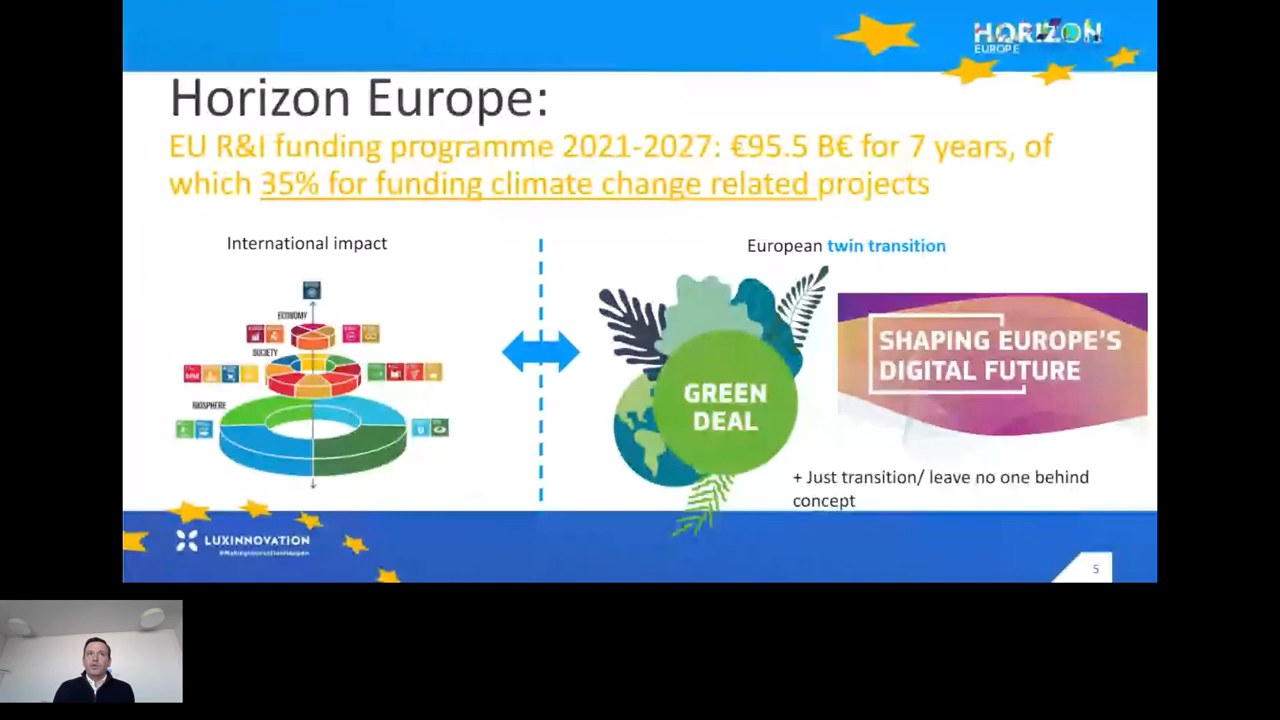 HORIZON
EUROPE
Horizon Europe:
EU R&I funding programme 2021-2027: €95.5 B€ for 7 years, of
which 35% for funding climate change related projects
International impact
European twin transition
ECONOMY
SOCIETY
BIOSPHERE
GREEN
DEAL
SHAPING EUROPE'S
DIGITAL FUTURE
+ Just transition/ leave no one behind
concept
LUXINNOVATION
#MakingInnovationHappen
5